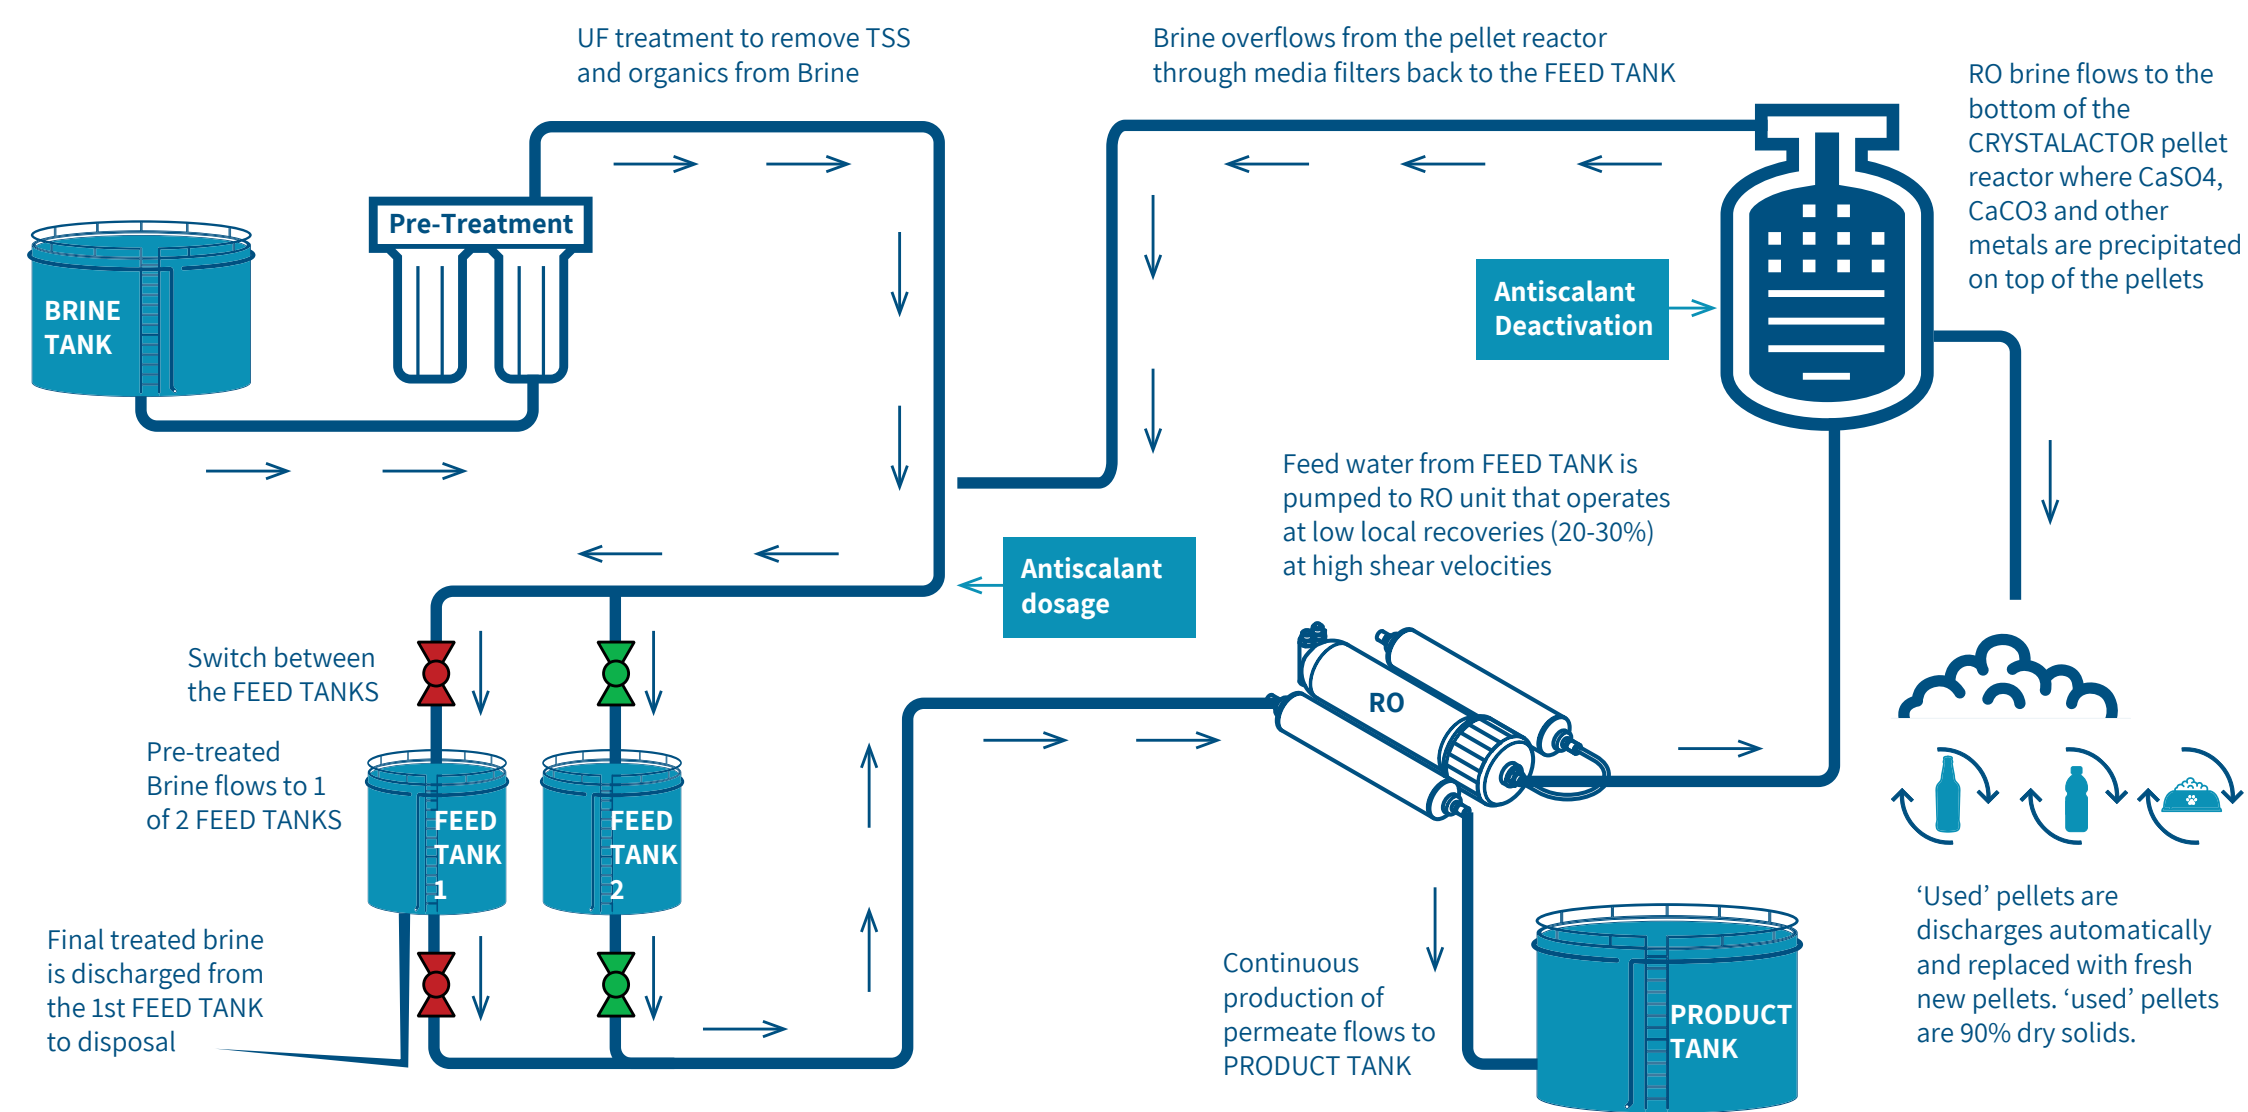 UF treatment to remove TSS
and organics from Brine
Brine overflows from the pellet reactor
through media filters back to the FEED TANK
RO brine flows to the
bottom of the
CRYSTALACTOR pellet
reactor where CaSO4,
CaCO3 and other
metals are precipitated
on top of the pellets
Pre-Treatment
BRINE
TANK
Antiscalant
Deactivation
Feed water from FEED TANK is
pumped to RO unit that operates
at low local recoveries (20-30%)
at high shear velocities
Antiscalant
dosage
Switch between
the FEED TANKS
RO
Pre-treated
Brine flows to 1
of 2 FEED TANKS
FEED
TANK
1
FEED
TANK
2
Final treated brine
is discharged from
the 1st FEED TANK
to disposal
Continuous
production of
permeate flows to
PRODUCT TANK
PRODUCT
TANK
‘Used’ pellets are
discharges automatically
and replaced with fresh
new pellets. ‘used’ pellets
are 90% dry solids.